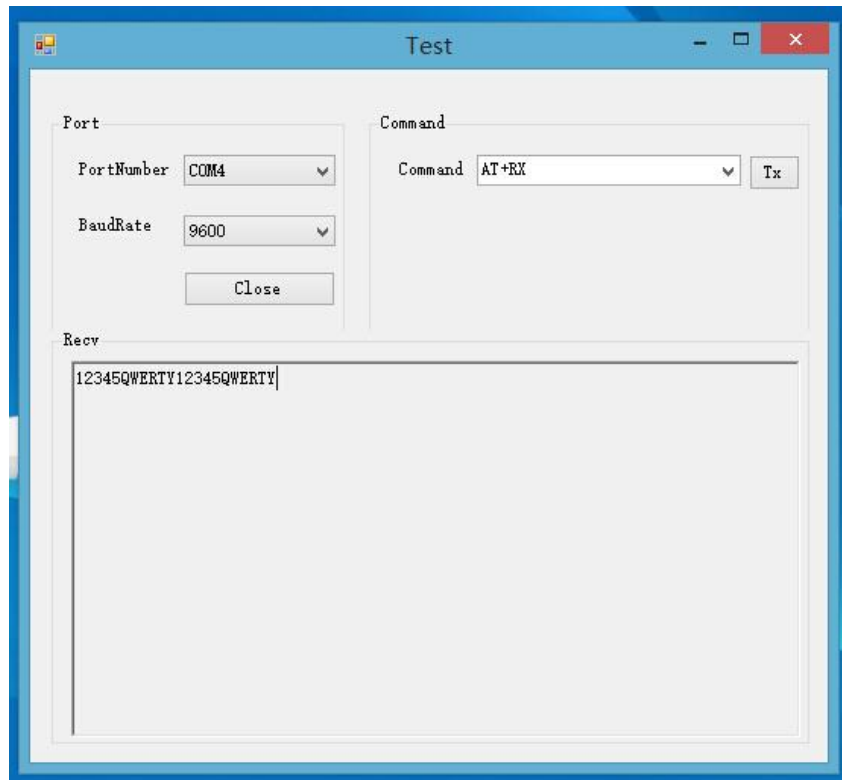 Test
Port
PortNumber COM4
BaudRate 9600
Close
Command
Command AT+RX Tx
Recv
12345QWERTY12345QWERTY